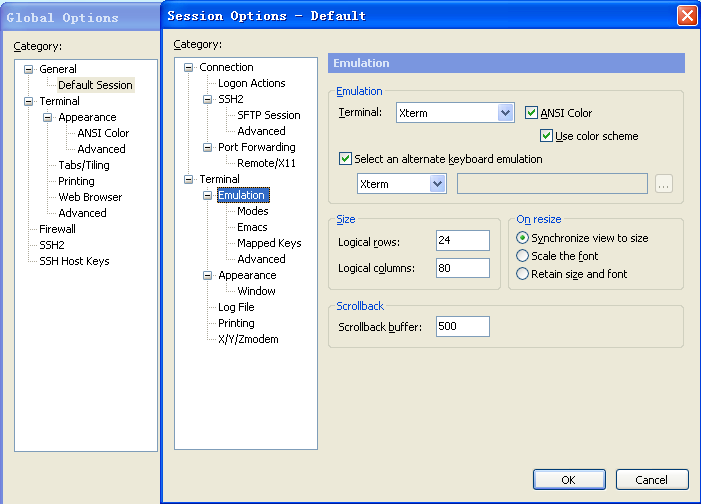 Global Options
Category:
General
Default Session
Terminal
Appearance
ANSI Color
Advanced
Tabs/Tiling
Printing
Web Browser
Advanced
Firewall
SSH2
SSH Host Keys
Session Options - Default
Category:
Connection
Logon Actions
SSH2
SFTP Session
Advanced
Port Forwarding
Remote/X11
Terminal
Emulation
Modes
Emacs
Mapped Keys
Advanced
Appearance
Window
Log File
Printing
X/Y/Zmodem
Emulation
Emulation
Terminal: Xterm ANSI Color
Use color scheme
Select an alternate keyboard emulation
Xterm ...
Size
Logical rows: 24
Logical columns: 80
On resize
Synchronize view to size
Scale the font
Retain size and font
Scrollback
Scrollback buffer: 500
OK Cancel